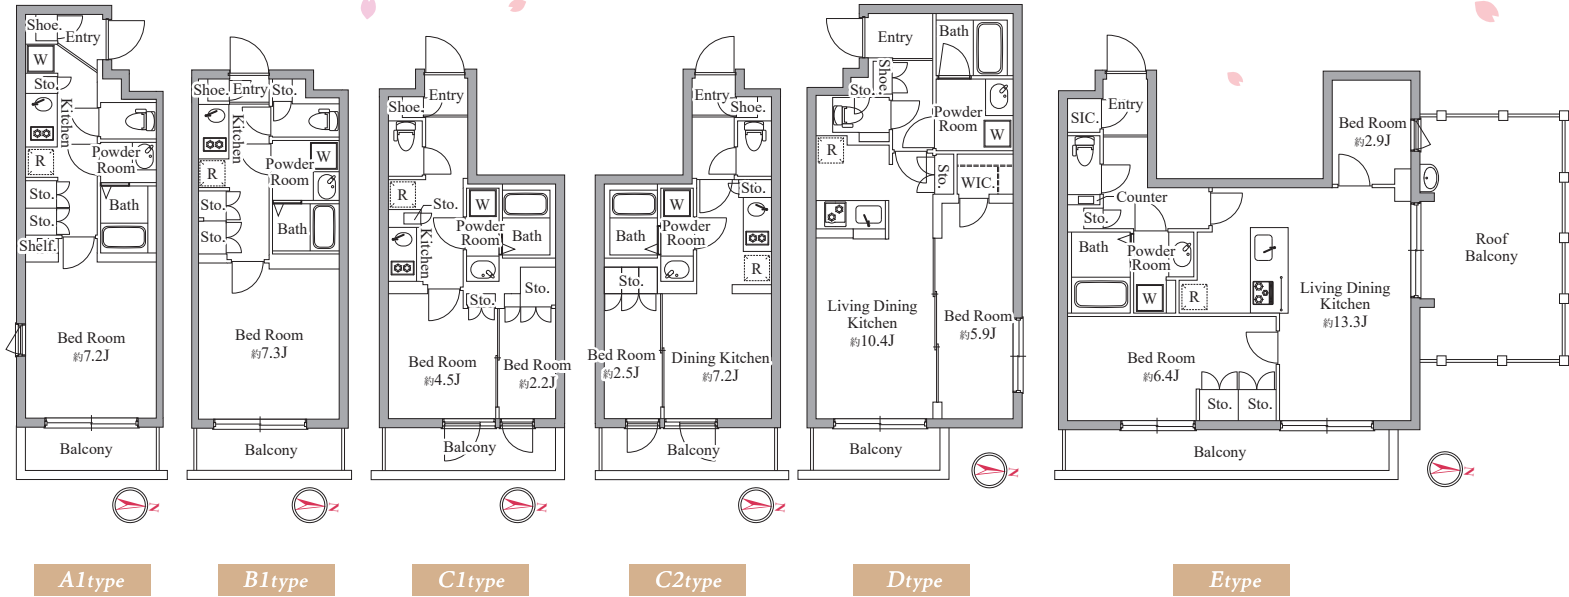 Shoe.
Entry
W
Sto.
Kitchen
R
Powder
Room
Sto.
Bath
Sto.
Shelf.
Bed Room
約7.2J
Balcony
N
A1type
Shoe.
Entry
Sto.
Kitchen
W
R
Powder
Room
Sto.
Sto.
Bath
Bed Room
約7.3J
Balcony
N
B1type
Entry
Shoe.
R
Sto.
W
Powder
Room
Bath
Kitchen
Sto.
Sto.
Bed Room
約4.5J
Bed Room
約2.2J
Balcony
N
C1type
Entry
Shoe.
Sto.
W
Bath
Powder
Room
R
Sto.
Bed Room
約2.5J
Dining Kitchen
約7.2J
Balcony
N
C2type
Entry
Bath
Shoe.
Sto.
Powder
Room
W
R
Sto.
WIC.
Living Dining
Kitchen
約10.4J
Bed Room
約5.9J
Balcony
N
Dtype
Entry
SIC.
Bed Room
約2.9J
Counter
Sto.
Bath
Powder
Room
W
R
Living Dining
Kitchen
約13.3J
Roof
Balcony
Bed Room
約6.4J
Sto.
Sto.
Balcony
N
Etype